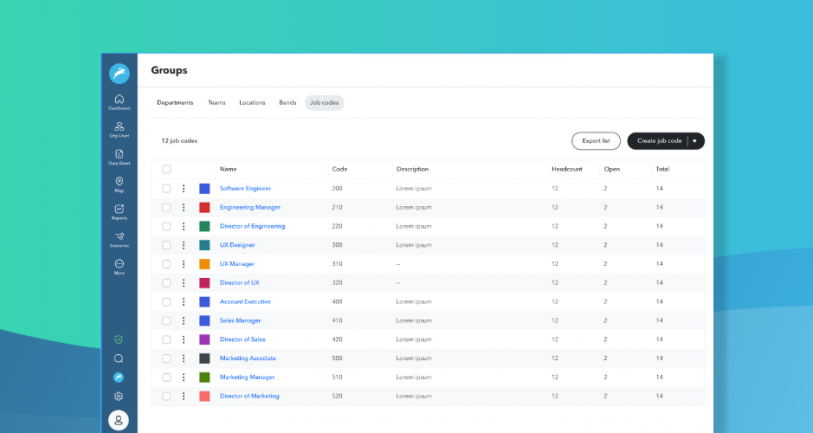 Groups
Dashboard
Departments Teams Locations Bands Job codes
Org Chart
12 job codes Export list Create job code
Data Sheet
Name Code Description Headcount Open Total
Map
Software Engineer 200 Lorem ipsum 12 2 14
Engineering Manager 210 Lorem ipsum 12 2 14
Reports
Director of Engineering 220 Lorem ipsum 12 2 14
UX Designer 300 Lorem ipsum 12 2 14
Scenarios
UX Manager 310 -- 12 2 14
More
Director of UX 320 -- 12 2 14
Account Executive 400 Lorem ipsum 12 2 14
Sales Manager 410 Lorem ipsum 12 2 14
Director of Sales 420 Lorem ipsum 12 2 14
Marketing Associate 500 Lorem ipsum 12 2 14
Marketing Manager 510 Lorem ipsum 12 2 14
Director of Marketing 520 Lorem ipsum 12 2 14